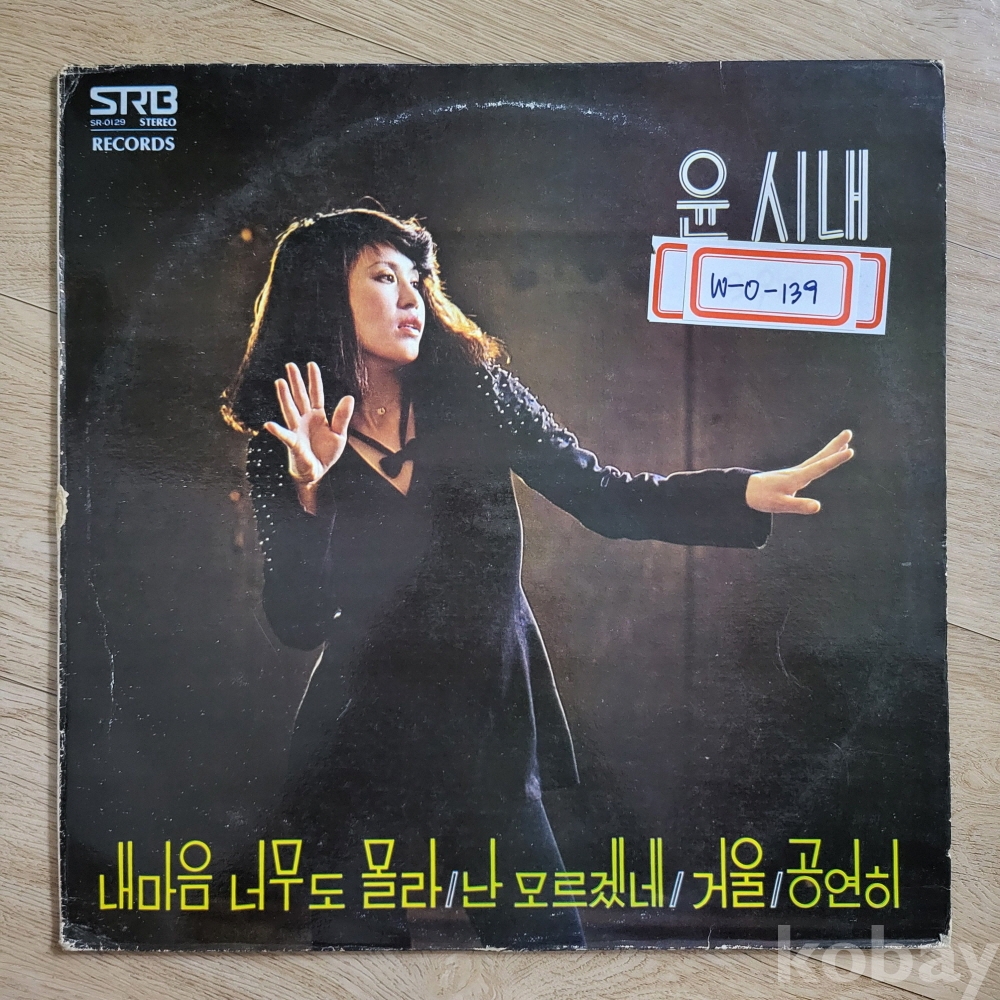 SRB
SR-0129 STEREO
RECORDS
윤시내
W-O-139
내마음 너무도 몰라/난 모르겠네/거울/공연히
kobay